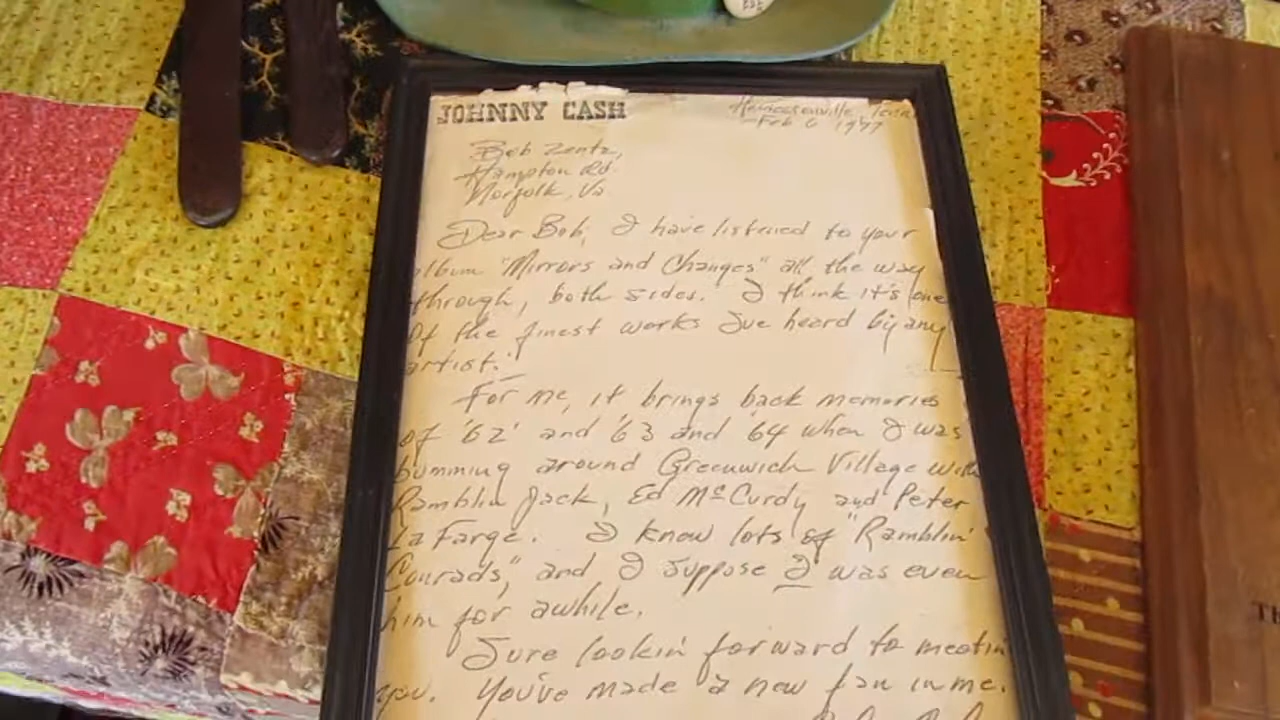 JOHNNY CASH
Hendersonville, Tenn
Feb 6 1977
Bob Zentz,
Hampton Rd.
Norfolk, Va
Dear Bob, I have listened to your
album "Mirrors and Changes" all the way
through, both sides. I think it's one
of the finest works I've heard by any
artist.
For me, it brings back memories
of '62' and '63 and '64 when I was
bumming around Greenwich Village with
Ramblin Jack, Ed McCurdy and Peter
La Farge. I know lots of "Ramblin'
Conrads," and I suppose I was even
him for awhile.
Sure lookin' forward to meetin'
you. You've made a new fan in me.